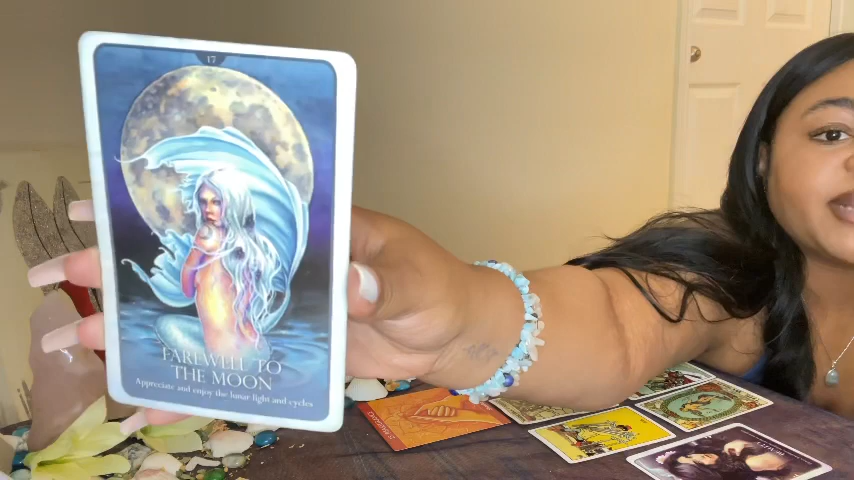 17
FAREWELL TO
THE MOON
Appreciate and enjoy the lunar light and cycles